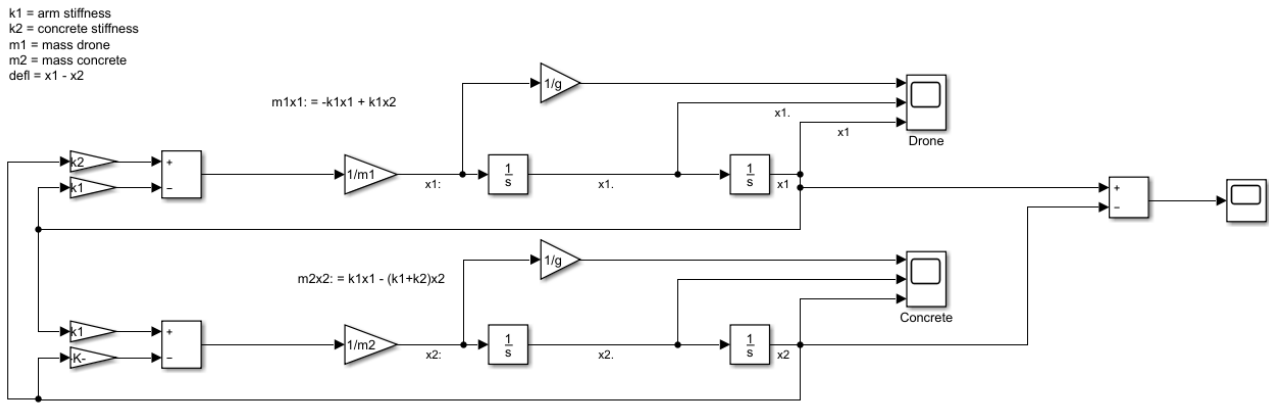 k1 = arm stiffness
k2 = concrete stiffness
m1 = mass drone
m2 = mass concrete
defl = x1 - x2
1/g
m1x1: = -k1x1 + k1x2
x1.
x1
Drone
k2
+
k1
−
1/m1
x1:
1
s
x1.
1
s
x1
+
−
1/g
m2x2: = k1x1 - (k1+k2)x2
Concrete
k1
+
-K-
−
1/m2
x2:
1
s
x2.
1
s
x2